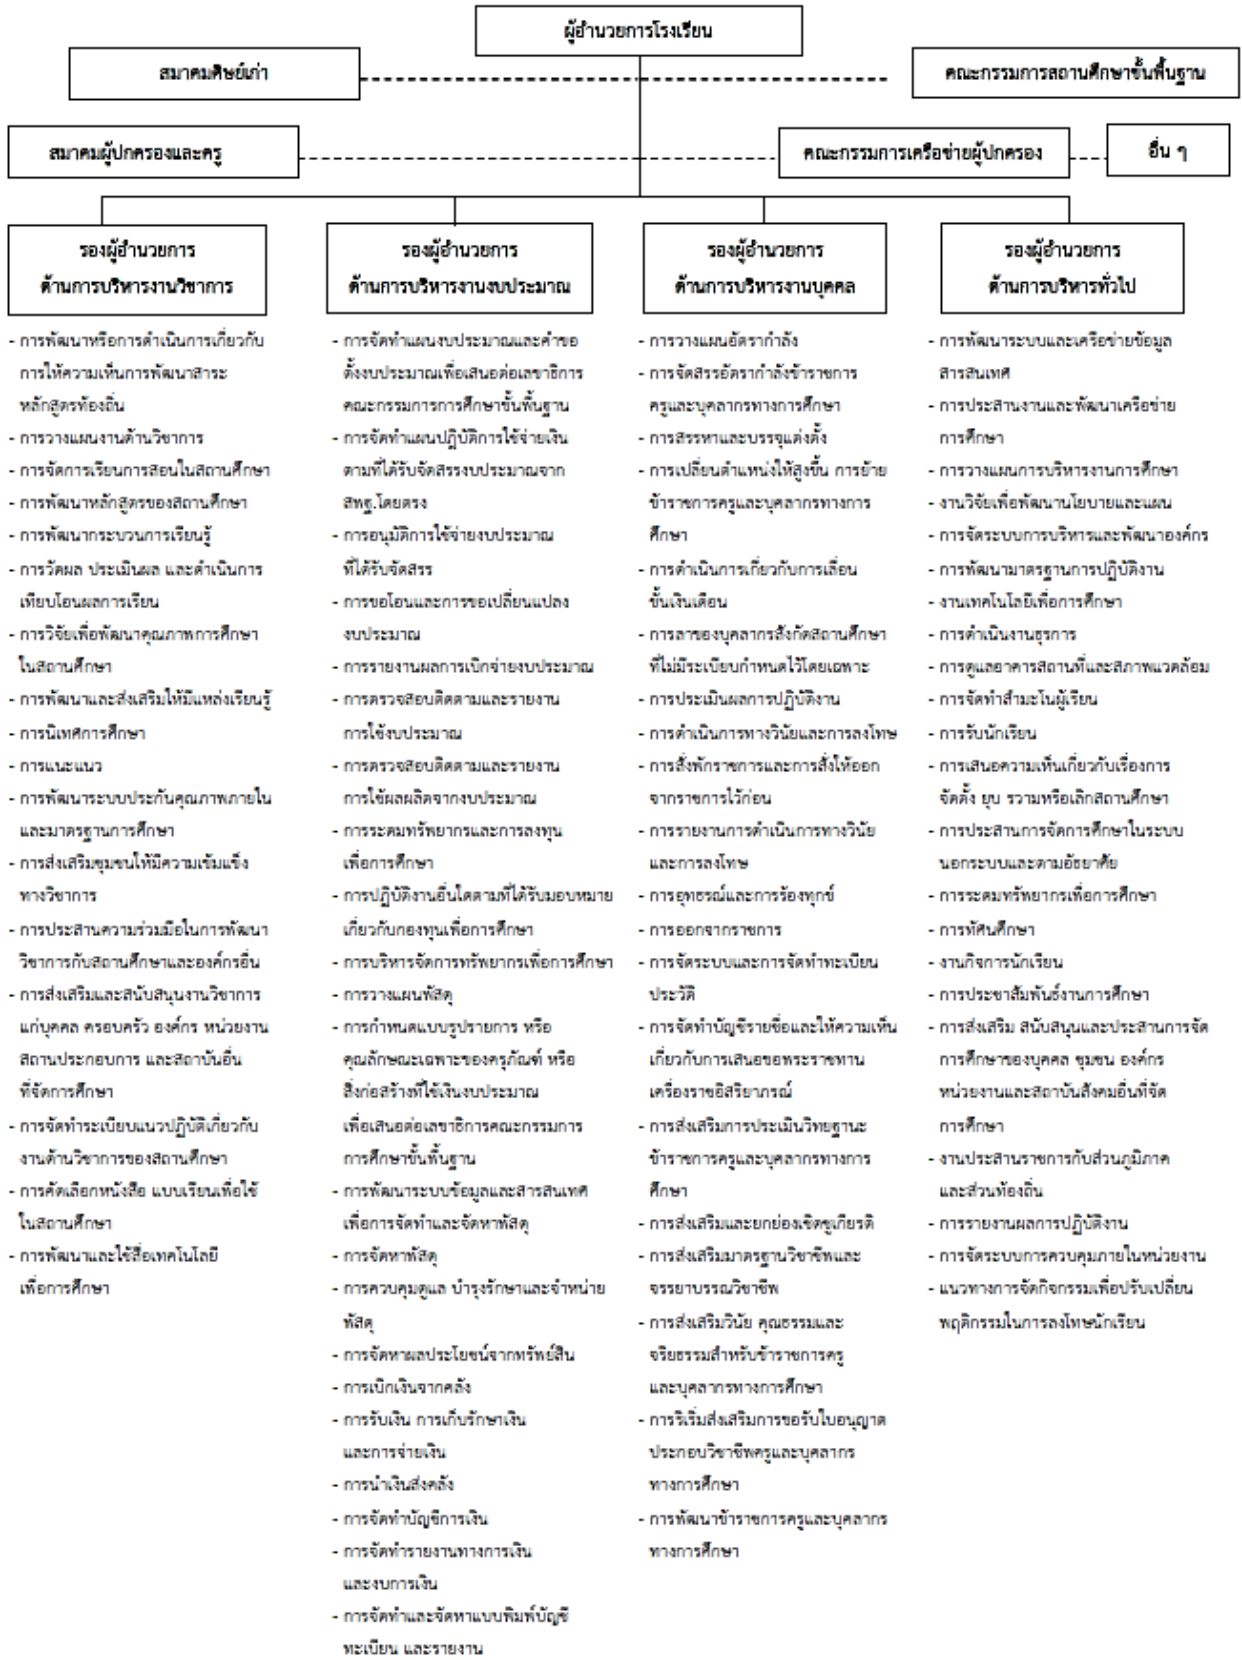 ผู้อำนวยการโรงเรียน
สมาคมศิษย์เก่า
คณะกรรมการสถานศึกษาขั้นพื้นฐาน
สมาคมผู้ปกครองและครู
คณะกรรมการเครือข่ายผู้ปกครอง
อื่น ๆ
รองผู้อำนวยการ
ด้านการบริหารงานวิชาการ
- การพัฒนาหรือการดำเนินการเกี่ยวกับ
การให้ความเห็นการพัฒนาสาระ
หลักสูตรท้องถิ่น
- การวางแผนงานด้านวิชาการ
- การจัดการเรียนการสอนในสถานศึกษา
- การพัฒนาหลักสูตรของสถานศึกษา
- การพัฒนากระบวนการเรียนรู้
- การวัดผล ประเมินผล และดำเนินการ
เทียบโอนผลการเรียน
- การวิจัยเพื่อพัฒนาคุณภาพการศึกษา
ในสถานศึกษา
- การพัฒนาและส่งเสริมให้มีแหล่งเรียนรู้
- การนิเทศการศึกษา
- การแนะแนว
- การพัฒนาระบบประกันคุณภาพภายใน
และมาตรฐานการศึกษา
- การส่งเสริมชุมชนให้มีความเข้มแข็ง
ทางวิชาการ
- การประสานความร่วมมือในการพัฒนา
วิชาการกับสถานศึกษาและองค์กรอื่น
- การส่งเสริมและสนับสนุนงานวิชาการ
แก่บุคคล ครอบครัว องค์กร หน่วยงาน
สถานประกอบการ และสถาบันอื่น
ที่จัดการศึกษา
- การจัดทำระเบียบแนวปฏิบัติเกี่ยวกับ
งานด้านวิชาการของสถานศึกษา
- การคัดเลือกหนังสือ แบบเรียนเพื่อใช้
ในสถานศึกษา
- การพัฒนาและใช้สื่อเทคโนโลยี
เพื่อการศึกษา
รองผู้อำนวยการ
ด้านการบริหารงานงบประมาณ
- การจัดทำแผนงบประมาณและคำขอ
ตั้งงบประมาณเพื่อเสนอต่อเลขาธิการ
คณะกรรมการการศึกษาขั้นพื้นฐาน
- การจัดทำแผนปฏิบัติการใช้จ่ายเงิน
ตามที่ได้รับจัดสรรงบประมาณจาก
สพฐ.โดยตรง
- การอนุมัติการใช้จ่ายงบประมาณ
ที่ได้รับจัดสรร
- การขอโอนและการขอเปลี่ยนแปลง
งบประมาณ
- การรายงานผลการเบิกจ่ายงบประมาณ
- การตรวจสอบติดตามและรายงาน
การใช้งบประมาณ
- การตรวจสอบติดตามและรายงาน
การใช้ผลผลิตจากงบประมาณ
- การระดมทรัพยากรและการลงทุน
เพื่อการศึกษา
- การปฏิบัติงานอื่นใดตามที่ได้รับมอบหมาย
เกี่ยวกับกองทุนเพื่อการศึกษา
- การบริหารจัดการทรัพยากรเพื่อการศึกษา
- การวางแผนพัสดุ
- การกำหนดแบบรูปรายการ หรือ
คุณลักษณะเฉพาะของครุภัณฑ์ หรือ
สิ่งก่อสร้างที่ใช้เงินงบประมาณ
เพื่อเสนอต่อเลขาธิการคณะกรรมการ
การศึกษาขั้นพื้นฐาน
- การพัฒนาระบบข้อมูลและสารสนเทศ
เพื่อการจัดทำและจัดหาพัสดุ
- การจัดหาพัสดุ
- การควบคุมดูแล บำรุงรักษาและจำหน่าย
พัสดุ
- การจัดหาผลประโยชน์จากทรัพย์สิน
- การเบิกเงินจากคลัง
- การรับเงิน การเก็บรักษาเงิน
และการจ่ายเงิน
- การนำเงินส่งคลัง
- การจัดทำบัญชีการเงิน
- การจัดทำรายงานทางการเงิน
และงบการเงิน
- การจัดทำและจัดหาแบบพิมพ์บัญชี
ทะเบียน และรายงาน
รองผู้อำนวยการ
ด้านการบริหารงานบุคคล
- การวางแผนอัตรากำลัง
- การจัดสรรอัตรากำลังข้าราชการ
ครูและบุคลากรทางการศึกษา
- การสรรหาและบรรจุแต่งตั้ง
- การเปลี่ยนตำแหน่งให้สูงขึ้น การย้าย
ข้าราชการครูและบุคลากรทางการ
ศึกษา
- การดำเนินการเกี่ยวกับการเลื่อน
ขั้นเงินเดือน
- การลาของบุคลากรสังกัดสถานศึกษา
ที่ไม่มีระเบียบกำหนดไว้โดยเฉพาะ
- การประเมินผลการปฏิบัติงาน
- การดำเนินการทางวินัยและการลงโทษ
- การสั่งพักราชการและการสั่งให้ออก
จากราชการไว้ก่อน
- การรายงานการดำเนินการทางวินัย
และการลงโทษ
- การอุทธรณ์และการร้องทุกข์
- การออกจากราชการ
- การจัดระบบและการจัดทำทะเบียน
ประวัติ
- การจัดทำบัญชีรายชื่อและให้ความเห็น
เกี่ยวกับการเสนอขอพระราชทาน
เครื่องราชอิสริยาภรณ์
- การส่งเสริมการประเมินวิทยฐานะ
ข้าราชการครูและบุคลากรทางการ
ศึกษา
- การส่งเสริมและยกย่องเชิดชูเกียรติ
- การส่งเสริมมาตรฐานวิชาชีพและ
จรรยาบรรณวิชาชีพ
- การส่งเสริมวินัย คุณธรรมและ
จริยธรรมสำหรับข้าราชการครู
และบุคลากรทางการศึกษา
- การริเริ่มส่งเสริมการขอรับใบอนุญาต
ประกอบวิชาชีพครูและบุคลากร
ทางการศึกษา
- การพัฒนาข้าราชการครูและบุคลากร
ทางการศึกษา
รองผู้อำนวยการ
ด้านการบริหารทั่วไป
- การพัฒนาระบบและเครือข่ายข้อมูล
สารสนเทศ
- การประสานงานและพัฒนาเครือข่าย
การศึกษา
- การวางแผนการบริหารงานการศึกษา
- งานวิจัยเพื่อพัฒนานโยบายและแผน
- การจัดระบบการบริหารและพัฒนาองค์กร
- การพัฒนามาตรฐานการปฏิบัติงาน
- งานเทคโนโลยีเพื่อการศึกษา
- การดำเนินงานธุรการ
- การดูแลอาคารสถานที่และสภาพแวดล้อม
- การจัดทำสำมะโนผู้เรียน
- การรับนักเรียน
- การเสนอความเห็นเกี่ยวกับเรื่องการ
จัดตั้ง ยุบ รวามหรือเลิกสถานศึกษา
- การประสานการจัดการศึกษาในระบบ
นอกระบบและตามอัธยาศัย
- การระดมทรัพยากรเพื่อการศึกษา
- การทัศนศึกษา
- งานกิจการนักเรียน
- การประชาสัมพันธ์งานการศึกษา
- การส่งเสริม สนับสนุนและประสานการจัด
การศึกษาของบุคคล ชุมชน องค์กร
หน่วยงานและสถาบันสังคมอื่นที่จัด
การศึกษา
- งานประสานราชการกับส่วนภูมิภาค
และส่วนท้องถิ่น
- การรายงานผลการปฏิบัติงาน
- การจัดระบบการควบคุมภายในหน่วยงาน
- แนวทางการจัดกิจกรรมเพื่อปรับเปลี่ยน
พฤติกรรมในการลงโทษนักเรียน